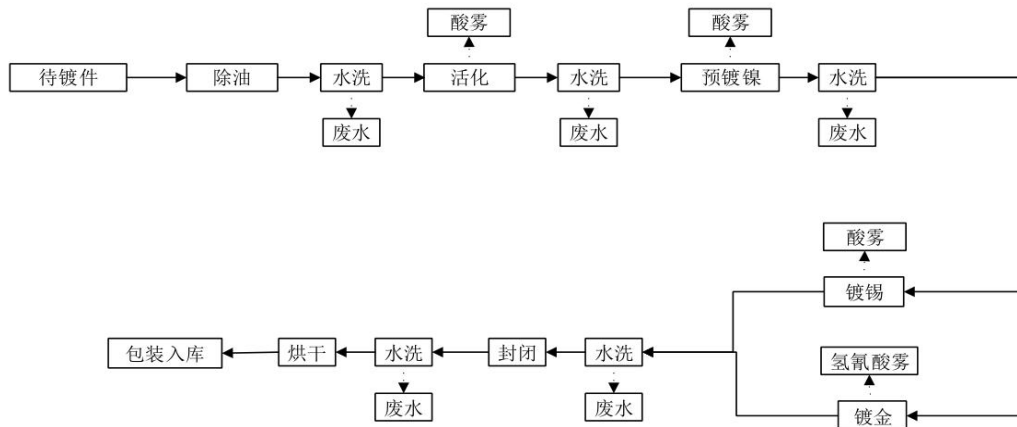 酸雾
酸雾
待镀件
除油
水洗
活化
水洗
预镀镍
水洗
废水
废水
废水
酸雾
镀锡
包装入库
烘干
水洗
封闭
水洗
氢氰酸雾
废水
废水
镀金